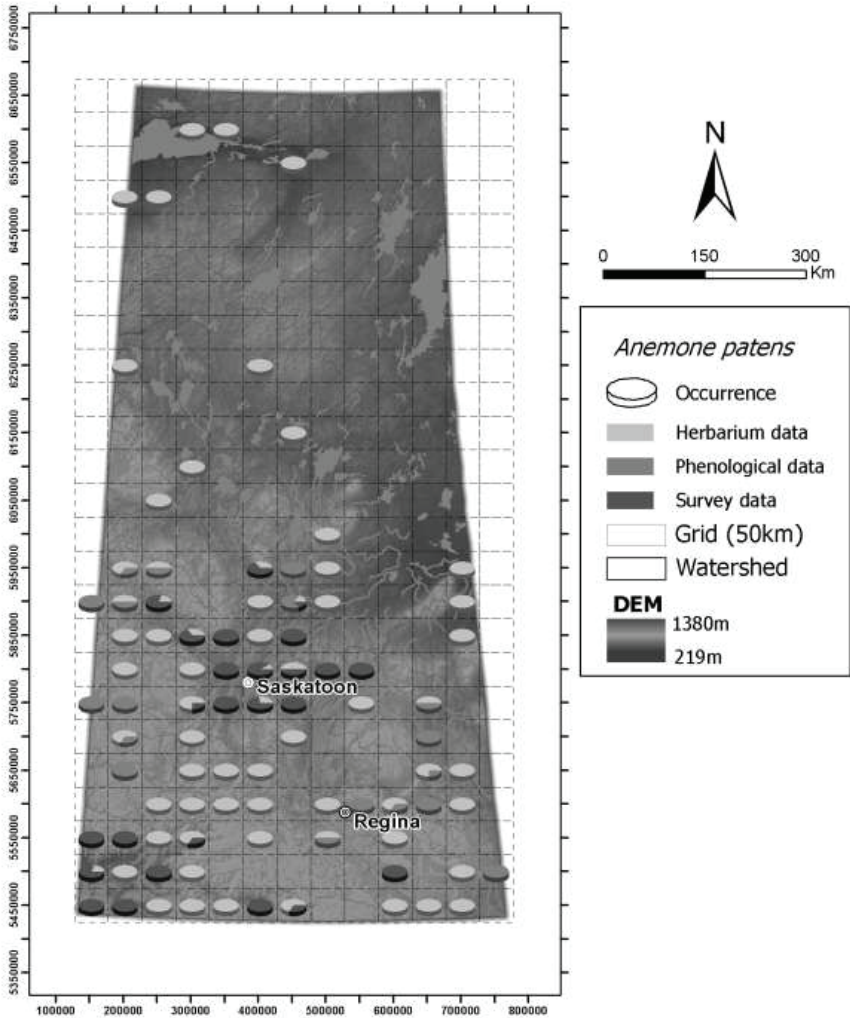 6750000
6650000
6550000
6450000
6350000
6250000
6150000
6050000
5950000
5850000
5750000
5650000
5550000
5450000
5350000
100000 200000 300000 400000 500000 600000 700000 800000
Saskatoon
Regina
N
0 150 300
Km
Anemone patens
Occurrence
Herbarium data
Phenological data
Survey data
Grid (50km)
Watershed
DEM
1380m
219m